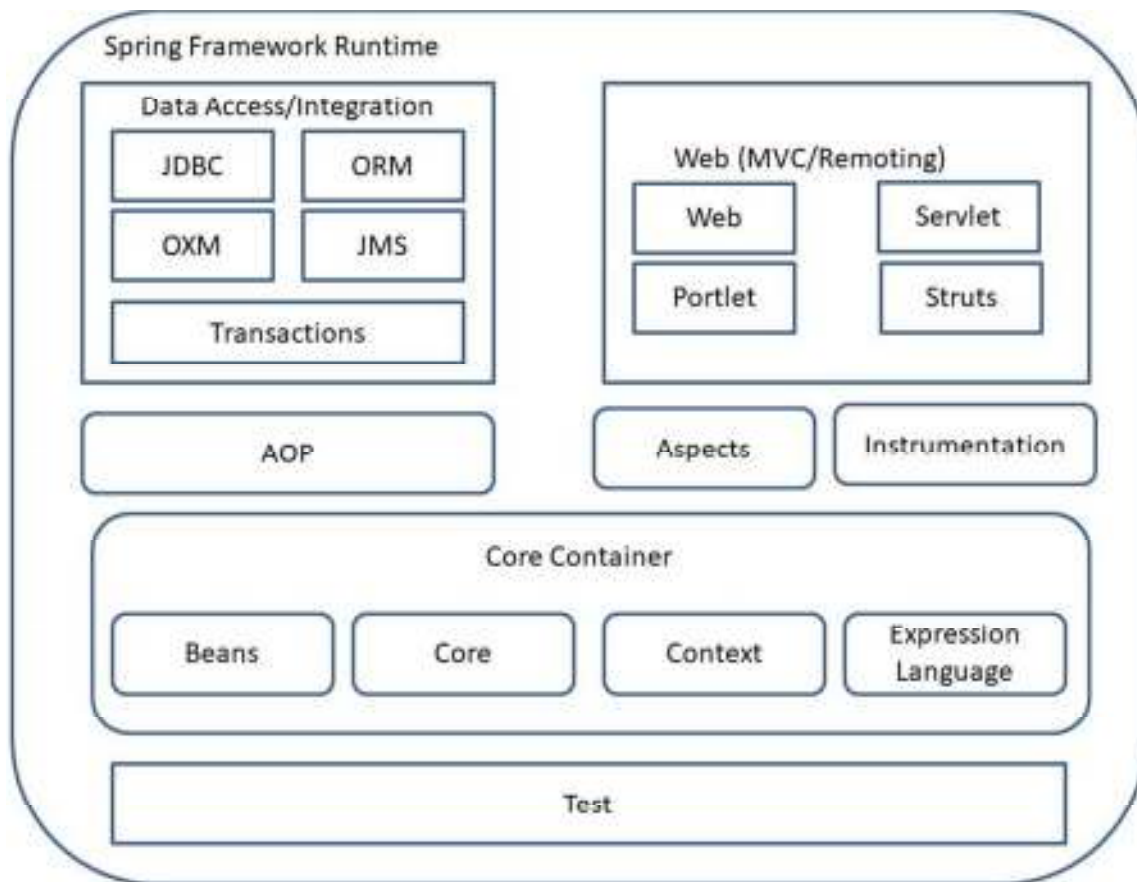 Spring Framework Runtime
Data Access/Integration
JDBC
ORM
OXM
JMS
Transactions
Web (MVC/Remoting)
Web
Servlet
Portlet
Struts
AOP
Aspects
Instrumentation
Core Container
Beans
Core
Context
Expression
Language
Test